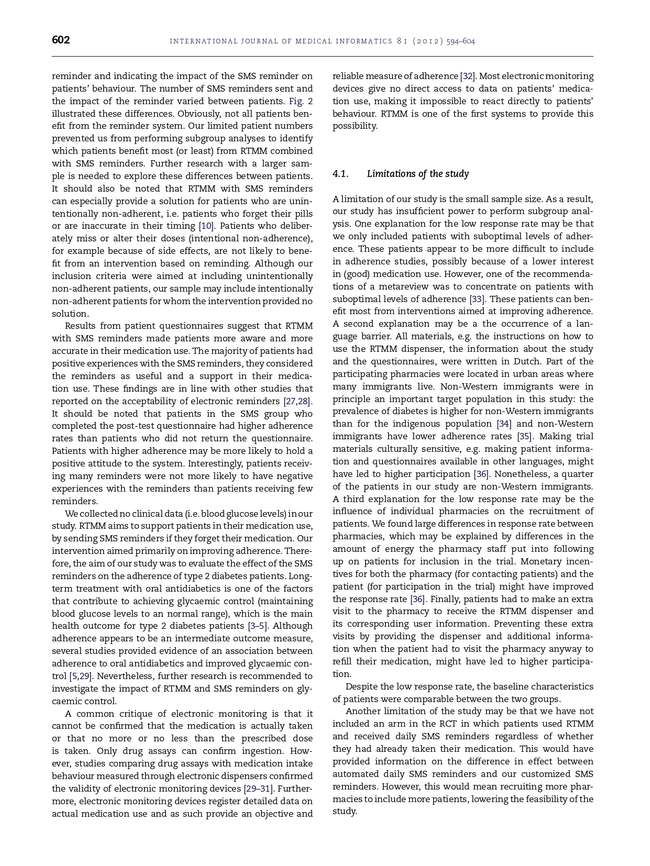 602
INTERNATIONAL JOURNAL OF MEDICAL INFORMATICS 81 (2012) 594–604
reminder and indicating the impact of the SMS reminder on
patients' behaviour. The number of SMS reminders sent and
the impact of the reminder varied between patients. Fig. 2
illustrated these differences. Obviously, not all patients ben-
efit from the reminder system. Our limited patient numbers
prevented us from performing subgroup analyses to identify
which patients benefit most (or least) from RTMM combined
with SMS reminders. Further research with a larger sam-
ple is needed to explore these differences between patients.
It should also be noted that RTMM with SMS reminders
can especially provide a solution for patients who are unin-
tentionally non-adherent, i.e. patients who forget their pills
or are inaccurate in their timing [10]. Patients who deliber-
ately miss or alter their doses (intentional non-adherence),
for example because of side effects, are not likely to bene-
fit from an intervention based on reminding. Although our
inclusion criteria were aimed at including unintentionally
non-adherent patients, our sample may include intentionally
non-adherent patients for whom the intervention provided no
solution.
Results from patient questionnaires suggest that RTMM
with SMS reminders made patients more aware and more
accurate in their medication use. The majority of patients had
positive experiences with the SMS reminders, they considered
the reminders as useful and a support in their medica-
tion use. These findings are in line with other studies that
reported on the acceptability of electronic reminders [27,28].
It should be noted that patients in the SMS group who
completed the post-test questionnaire had higher adherence
rates than patients who did not return the questionnaire.
Patients with higher adherence may be more likely to hold a
positive attitude to the system. Interestingly, patients receiv-
ing many reminders were not more likely to have negative
experiences with the reminders than patients receiving few
reminders.
We collected no clinical data (i.e. blood glucose levels) in our
study. RTMM aims to support patients in their medication use,
by sending SMS reminders if they forget their medication. Our
intervention aimed primarily on improving adherence. There-
fore, the aim of our study was to evaluate the effect of the SMS
reminders on the adherence of type 2 diabetes patients. Long-
term treatment with oral antidiabetics is one of the factors
that contribute to achieving glycaemic control (maintaining
blood glucose levels to an normal range), which is the main
health outcome for type 2 diabetes patients [3–5]. Although
adherence appears to be an intermediate outcome measure,
several studies provided evidence of an association between
adherence to oral antidiabetics and improved glycaemic con-
trol [5,29]. Nevertheless, further research is recommended to
investigate the impact of RTMM and SMS reminders on gly-
caemic control.
A common critique of electronic monitoring is that it
cannot be confirmed that the medication is actually taken
or that no more or no less than the prescribed dose
is taken. Only drug assays can confirm ingestion. How-
ever, studies comparing drug assays with medication intake
behaviour measured through electronic dispensers confirmed
the validity of electronic monitoring devices [29–31]. Further-
more, electronic monitoring devices register detailed data on
actual medication use and as such provide an objective and
reliable measure of adherence [32]. Most electronic monitoring
devices give no direct access to data on patients' medica-
tion use, making it impossible to react directly to patients'
behaviour. RTMM is one of the first systems to provide this
possibility.
4.1. Limitations of the study
A limitation of our study is the small sample size. As a result,
our study has insufficient power to perform subgroup anal-
ysis. One explanation for the low response rate may be that
we only included patients with suboptimal levels of adher-
ence. These patients appear to be more difficult to include
in adherence studies, possibly because of a lower interest
in (good) medication use. However, one of the recommenda-
tions of a metareview was to concentrate on patients with
suboptimal levels of adherence [33]. These patients can ben-
efit most from interventions aimed at improving adherence.
A second explanation may be a the occurrence of a lan-
guage barrier. All materials, e.g. the instructions on how to
use the RTMM dispenser, the information about the study
and the questionnaires, were written in Dutch. Part of the
participating pharmacies were located in urban areas where
many immigrants live. Non-Western immigrants were in
principle an important target population in this study: the
prevalence of diabetes is higher for non-Western immigrants
than for the indigenous population [34] and non-Western
immigrants have lower adherence rates [35]. Making trial
materials culturally sensitive, e.g. making patient informa-
tion and questionnaires available in other languages, might
have led to higher participation [36]. Nonetheless, a quarter
of the patients in our study are non-Western immigrants.
A third explanation for the low response rate may be the
influence of individual pharmacies on the recruitment of
patients. We found large differences in response rate between
pharmacies, which may be explained by differences in the
amount of energy the pharmacy staff put into following
up on patients for inclusion in the trial. Monetary incen-
tives for both the pharmacy (for contacting patients) and the
patient (for participation in the trial) might have improved
the response rate [36]. Finally, patients had to make an extra
visit to the pharmacy to receive the RTMM dispenser and
its corresponding user information. Preventing these extra
visits by providing the dispenser and additional informa-
tion when the patient had to visit the pharmacy anyway to
refill their medication, might have led to higher participa-
tion.
Despite the low response rate, the baseline characteristics
of patients were comparable between the two groups.
Another limitation of the study may be that we have not
included an arm in the RCT in which patients used RTMM
and received daily SMS reminders regardless of whether
they had already taken their medication. This would have
provided information on the difference in effect between
automated daily SMS reminders and our customized SMS
reminders. However, this would mean recruiting more phar-
macies to include more patients, lowering the feasibility of the
study.